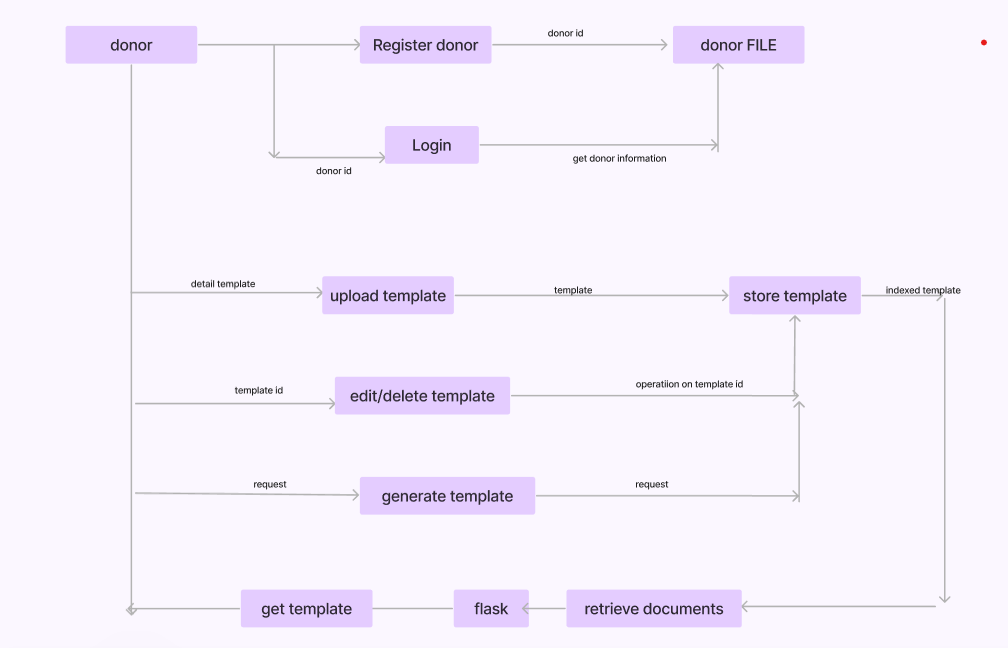 donor
Register donor
donor id
donor FILE
Login
donor id
get donor information
detail template
upload template
template
store template
indexed template
template id
edit/delete template
operatiion on template id
request
generate template
request
get template
flask
retrieve documents